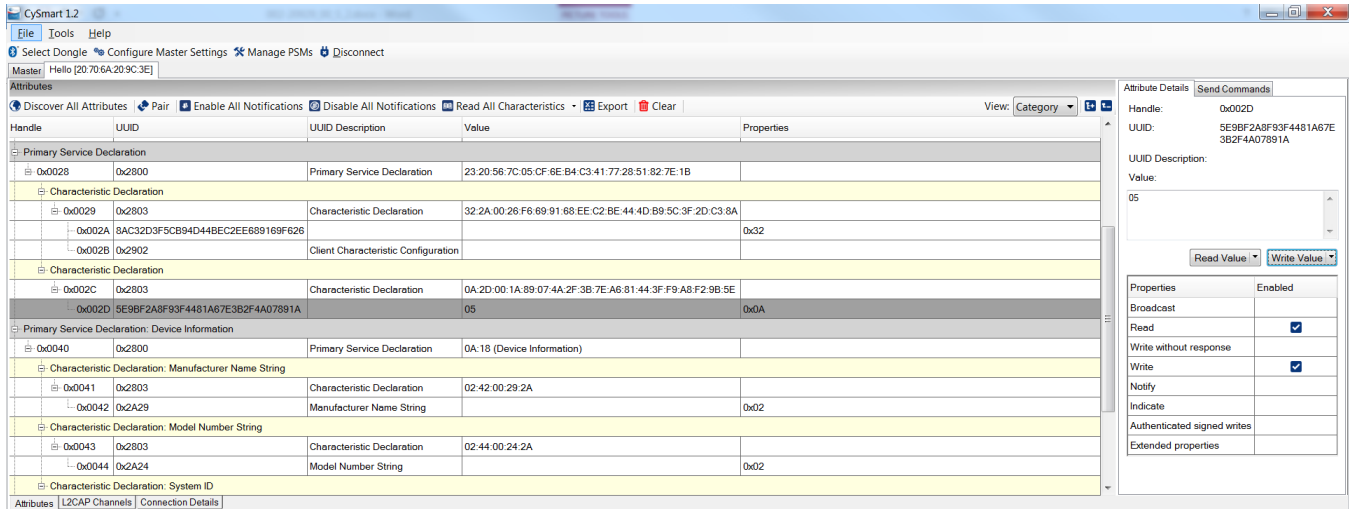 CySmart 1.2
File Tools Help
Select Dongle Configure Master Settings Manage PSMs Disconnect
Master Hello [20:70:6A:20:9C:3E]
Attributes
Discover All Attributes Pair Enable All Notifications Disable All Notifications Read All Characteristics Export Clear View: Category
Handle UUID UUID Description Value Properties
Primary Service Declaration
0x0028 0x2800 Primary Service Declaration 23:20:56:7C:05:CF:6E:B4:C3:41:77:28:51:82:7E:1B
Characteristic Declaration
0x0029 0x2803 Characteristic Declaration 32:2A:00:26:F6:69:91:68:EE:C2:BE:44:4D:B9:5C:3F:2D:C3:8A
0x002A 8AC32D3F5CB94D44BEC2EE689169F626 0x32
0x002B 0x2902 Client Characteristic Configuration
Characteristic Declaration
0x002C 0x2803 Characteristic Declaration 0A:2D:00:1A:89:07:4A:2F:3B:7E:A6:81:44:3F:F9:A8:F2:9B:5E
0x002D 5E9BF2A8F93F4481A67E3B2F4A07891A 05 0x0A
Primary Service Declaration: Device Information
0x0040 0x2800 Primary Service Declaration 0A:18 (Device Information)
Characteristic Declaration: Manufacturer Name String
0x0041 0x2803 Characteristic Declaration 02:42:00:29:2A
0x0042 0x2A29 Manufacturer Name String 0x02
Characteristic Declaration: Model Number String
0x0043 0x2803 Characteristic Declaration 02:44:00:24:2A
0x0044 0x2A24 Model Number String 0x02
Characteristic Declaration: System ID
Attributes L2CAP Channels Connection Details
Attribute Details Send Commands
Handle: 0x002D
UUID: 5E9BF2A8F93F4481A67E
3B2F4A07891A
UUID Description:
Value:
05
Read Value Write Value
Properties Enabled
Broadcast
Read
Write without response
Write
Notify
Indicate
Authenticated signed writes
Extended properties